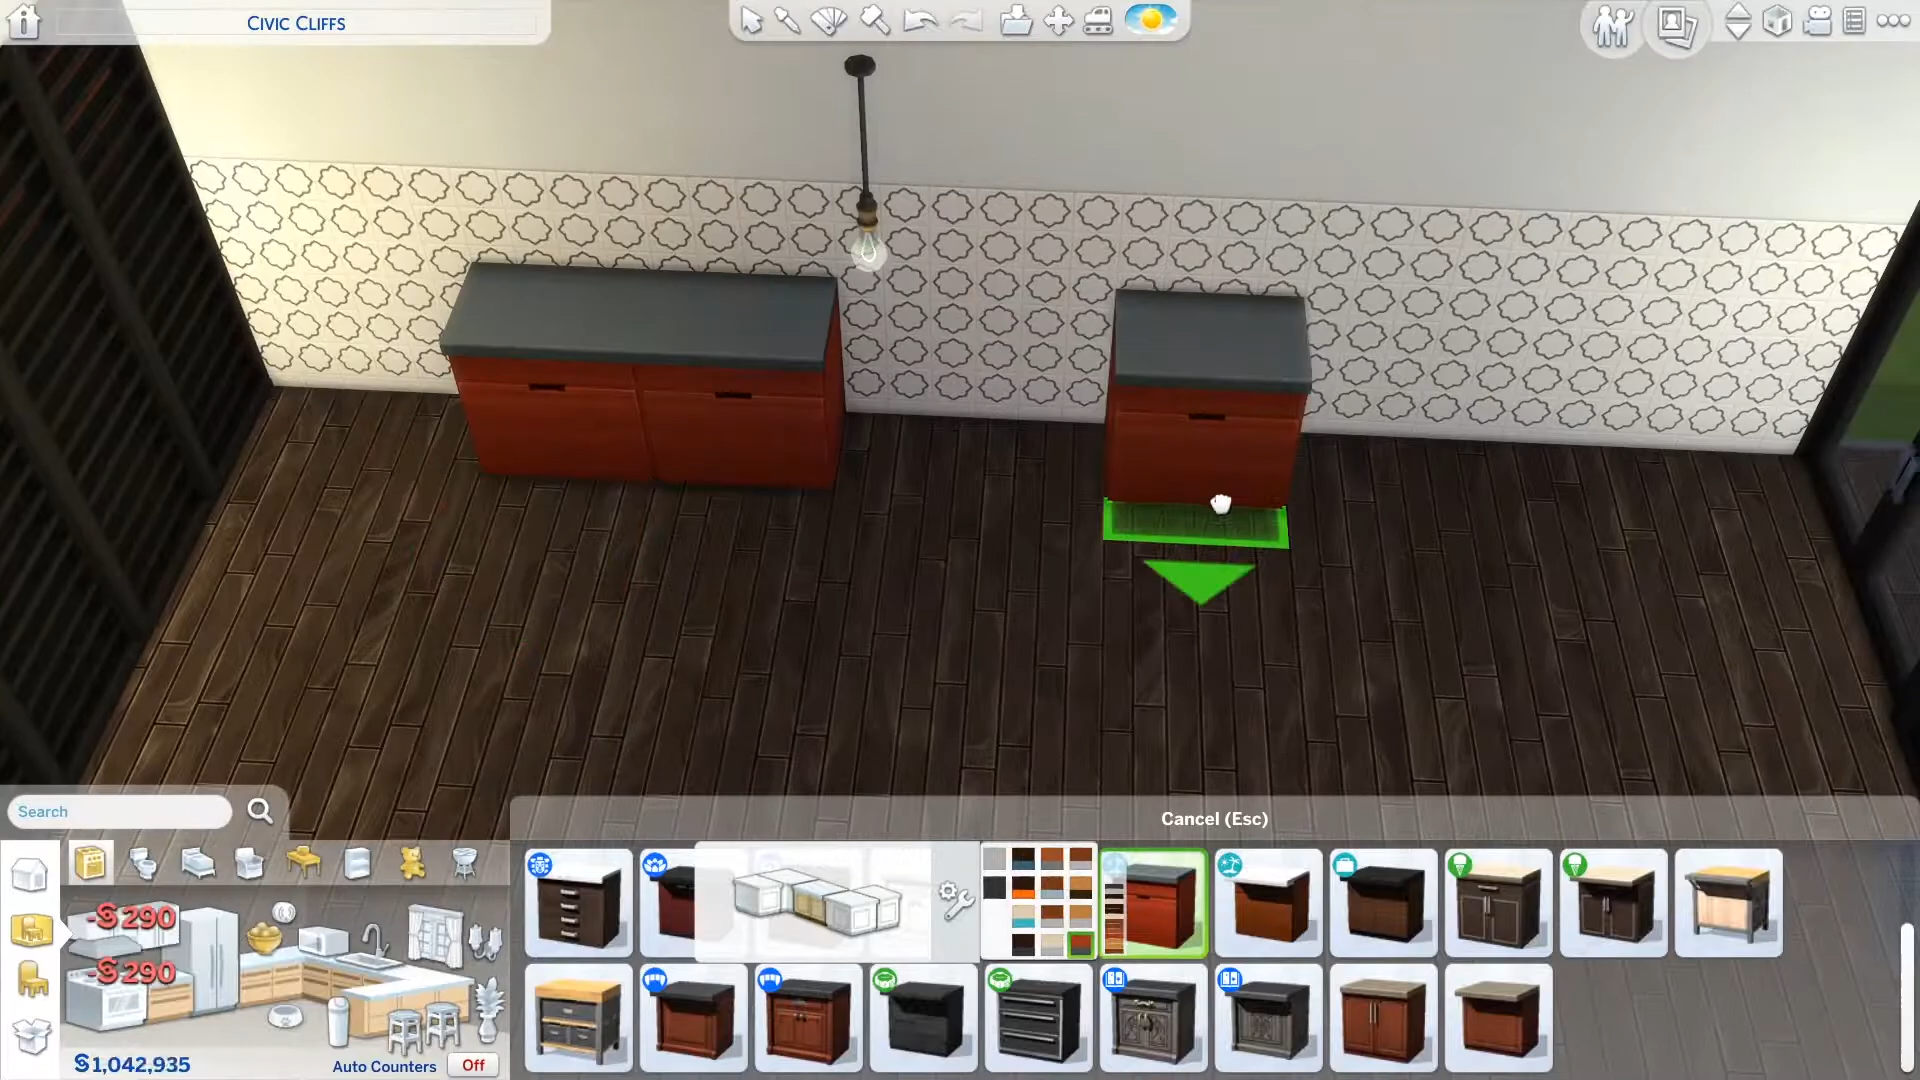 CIVIC CLIFFS
Cancel (Esc)
Search
-§290
-§290
§1,042,935
Auto Counters
Off